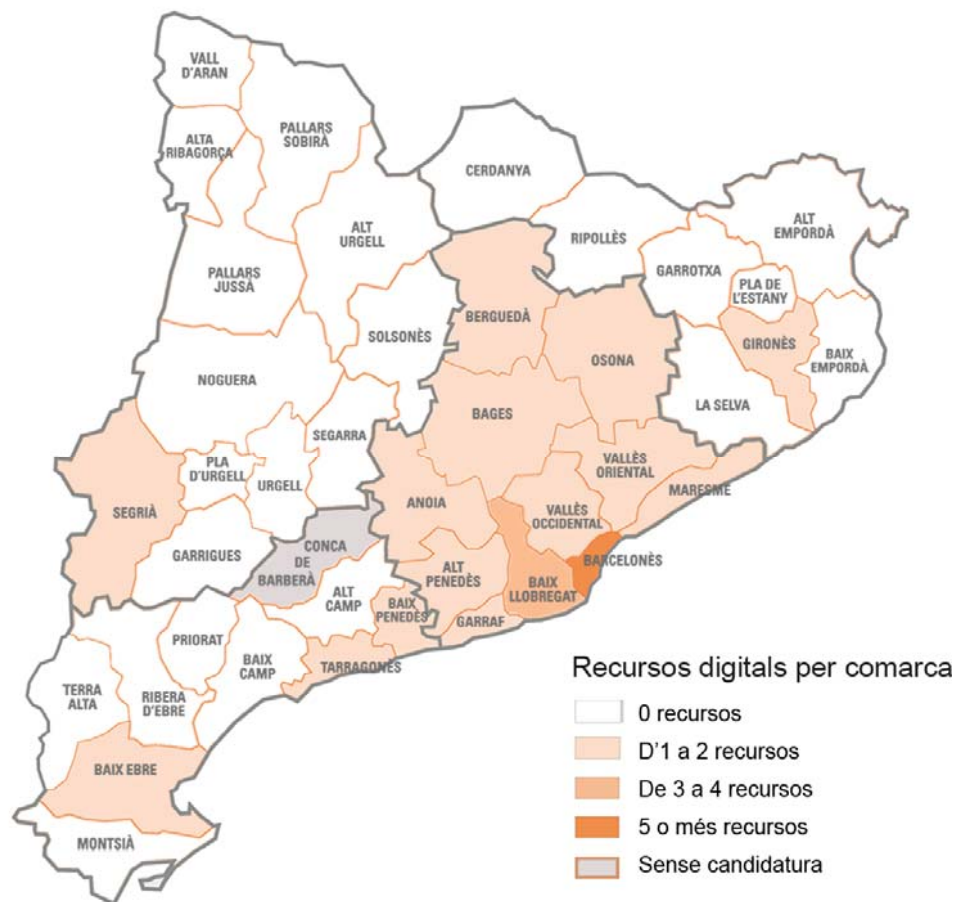 VALL
D'ARAN
PALLARS
SOBIRÀ
ALTA
RIBAGORÇA
CERDANYA
ALT
URGELL
RIPOLLÈS
ALT
EMPORDÀ
GARROTXA
PALLARS
JUSSÀ
PLA DE
L'ESTANY
SOLSONÈS
BERGUEDÀ
GIRONÈS
OSONA
BAIX
EMPORDÀ
NOGUERA
LA SELVA
BAGES
SEGARRA
VALLÈS
ORIENTAL
PLA
D'URGELL
URGELL
MARESME
ANOIA
SEGRIÀ
VALLÈS
OCCIDENTAL
GARRIGUES
CONCA
DE
BARBERÀ
BARCELONÈS
ALT
PENEDÈS
BAIX
LLOBREGAT
ALT
CAMP
BAIX
PENEDÈS
GARRAF
PRIORAT
BAIX
CAMP
TARRAGONÈS
TERRA
ALTA
RIBERA
D'EBRE
BAIX EBRE
MONTSIÀ
Recursos digitals per comarca
0 recursos
D'1 a 2 recursos
De 3 a 4 recursos
5 o més recursos
Sense candidatura